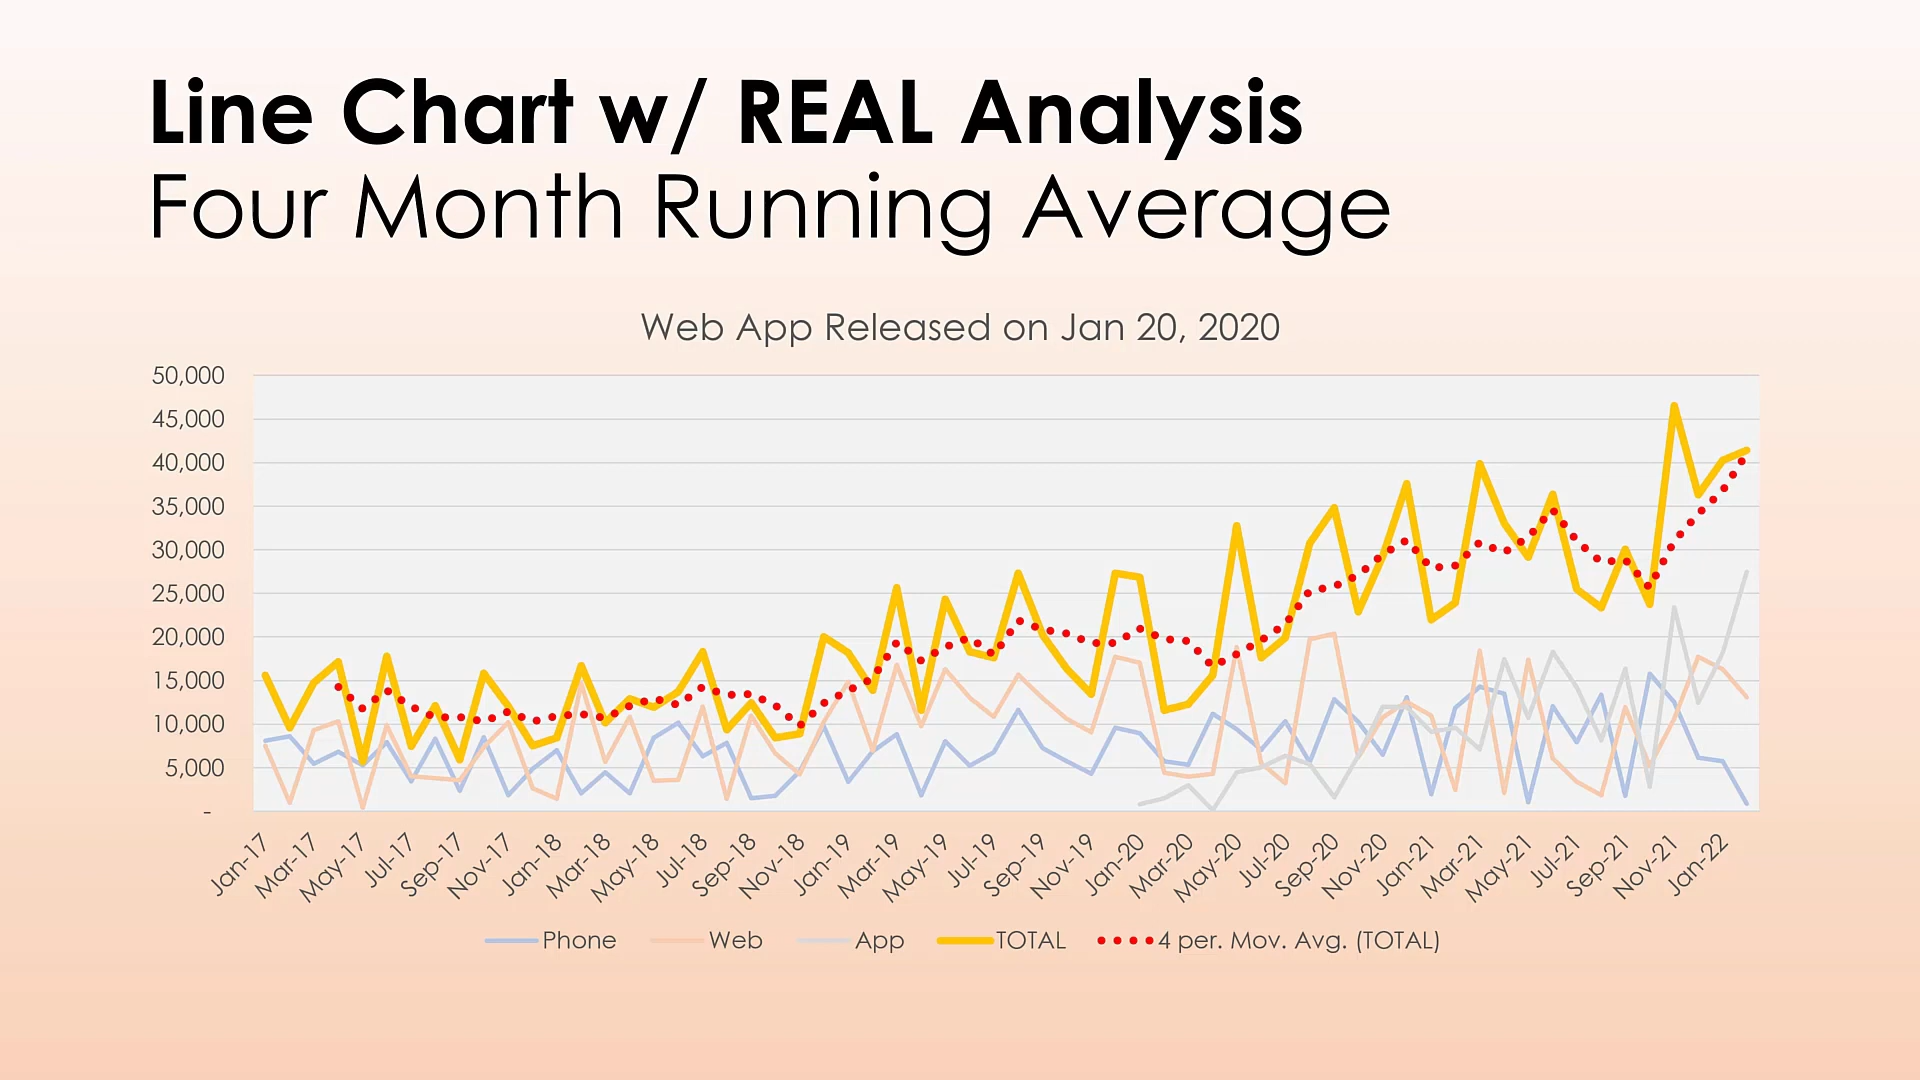 Line Chart w/ REAL Analysis
Four Month Running Average
Web App Released on Jan 20, 2020
50,000
45,000
40,000
35,000
30,000
25,000
20,000
15,000
10,000
5,000
-
Jan-17 Mar-17 May-17 Jul-17 Sep-17 Nov-17 Jan-18 Mar-18 May-18 Jul-18 Sep-18 Nov-18 Jan-19 Mar-19 May-19 Jul-19 Sep-19 Nov-19 Jan-20 Mar-20 May-20 Jul-20 Sep-20 Nov-20 Jan-21 Mar-21 May-21 Jul-21 Sep-21 Nov-21 Jan-22
Phone Web App TOTAL 4 per. Mov. Avg. (TOTAL)